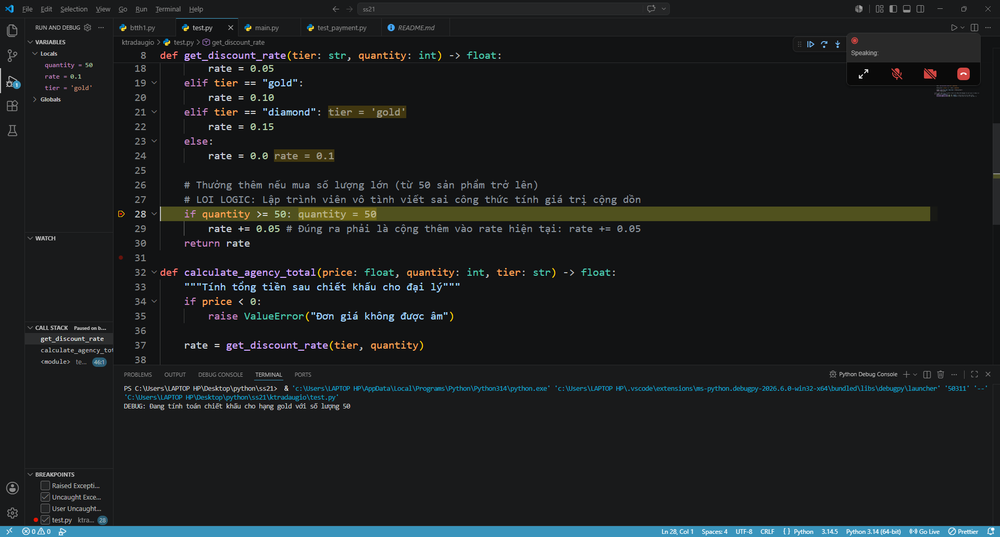 File Edit Selection View Go Run Terminal Help
ss21
RUN AND DEBUG
btth1.py
test.py
main.py
test_payment.py
README.md
VARIABLES
Locals
quantity = 50
rate = 0.1
tier = 'gold'
Globals
WATCH
CALL STACK Paused on b...
get_discount_rate
calculate_agency_tot
<module> te... 46:1
BREAKPOINTS
Raised Excepti...
Uncaught Exce...
User Uncaught...
test.py ktra... 28
1
ktradaugio > test.py > get_discount_rate
8 def get_discount_rate(tier: str, quantity: int) -> float:
18 rate = 0.05
19 elif tier == "gold":
20 rate = 0.10
21 elif tier == "diamond": tier = 'gold'
22 rate = 0.15
23 else:
24 rate = 0.0 rate = 0.1
25
26 # Thưởng thêm nếu mua số lượng lớn (từ 50 sản phẩm trở lên)
27 # LOI LOGIC: Lập trình viên vô tình viết sai công thức tính giá trị cộng dồn
28 if quantity >= 50: quantity = 50
29 rate += 0.05 # Đúng ra phải là cộng thêm vào rate hiện tại: rate += 0.05
30 return rate
31
32 def calculate_agency_total(price: float, quantity: int, tier: str) -> float:
33 """Tính tổng tiền sau chiết khấu cho đại lý"""
34 if price < 0:
35 raise ValueError("Đơn giá không được âm")
36
37 rate = get_discount_rate(tier, quantity)
38
Speaking:
PROBLEMS OUTPUT DEBUG CONSOLE TERMINAL PORTS
Python Debug Console
PS C:\Users\LAPTOP HP\Desktop\python\ss21> & 'c:\Users\LAPTOP HP\AppData\Local\Programs\Python\Python314\python.exe' 'c:\Users\LAPTOP HP\.vscode\extensions\ms-python.debugpy-2026.6.0-win32-x64\bundled\libs\debugpy\launcher' '50311' '--'
'C:\Users\LAPTOP HP\Desktop\python\ss21\ktradaugio\test.py'
DEBUG: Đang tính toán chiết khấu cho hạng gold với số lượng 50
0 0
Ln 28, Col 1 Spaces: 4 UTF-8 CRLF { } Python 3.14.5 Python 3.14 (64-bit) Go Live Prettier